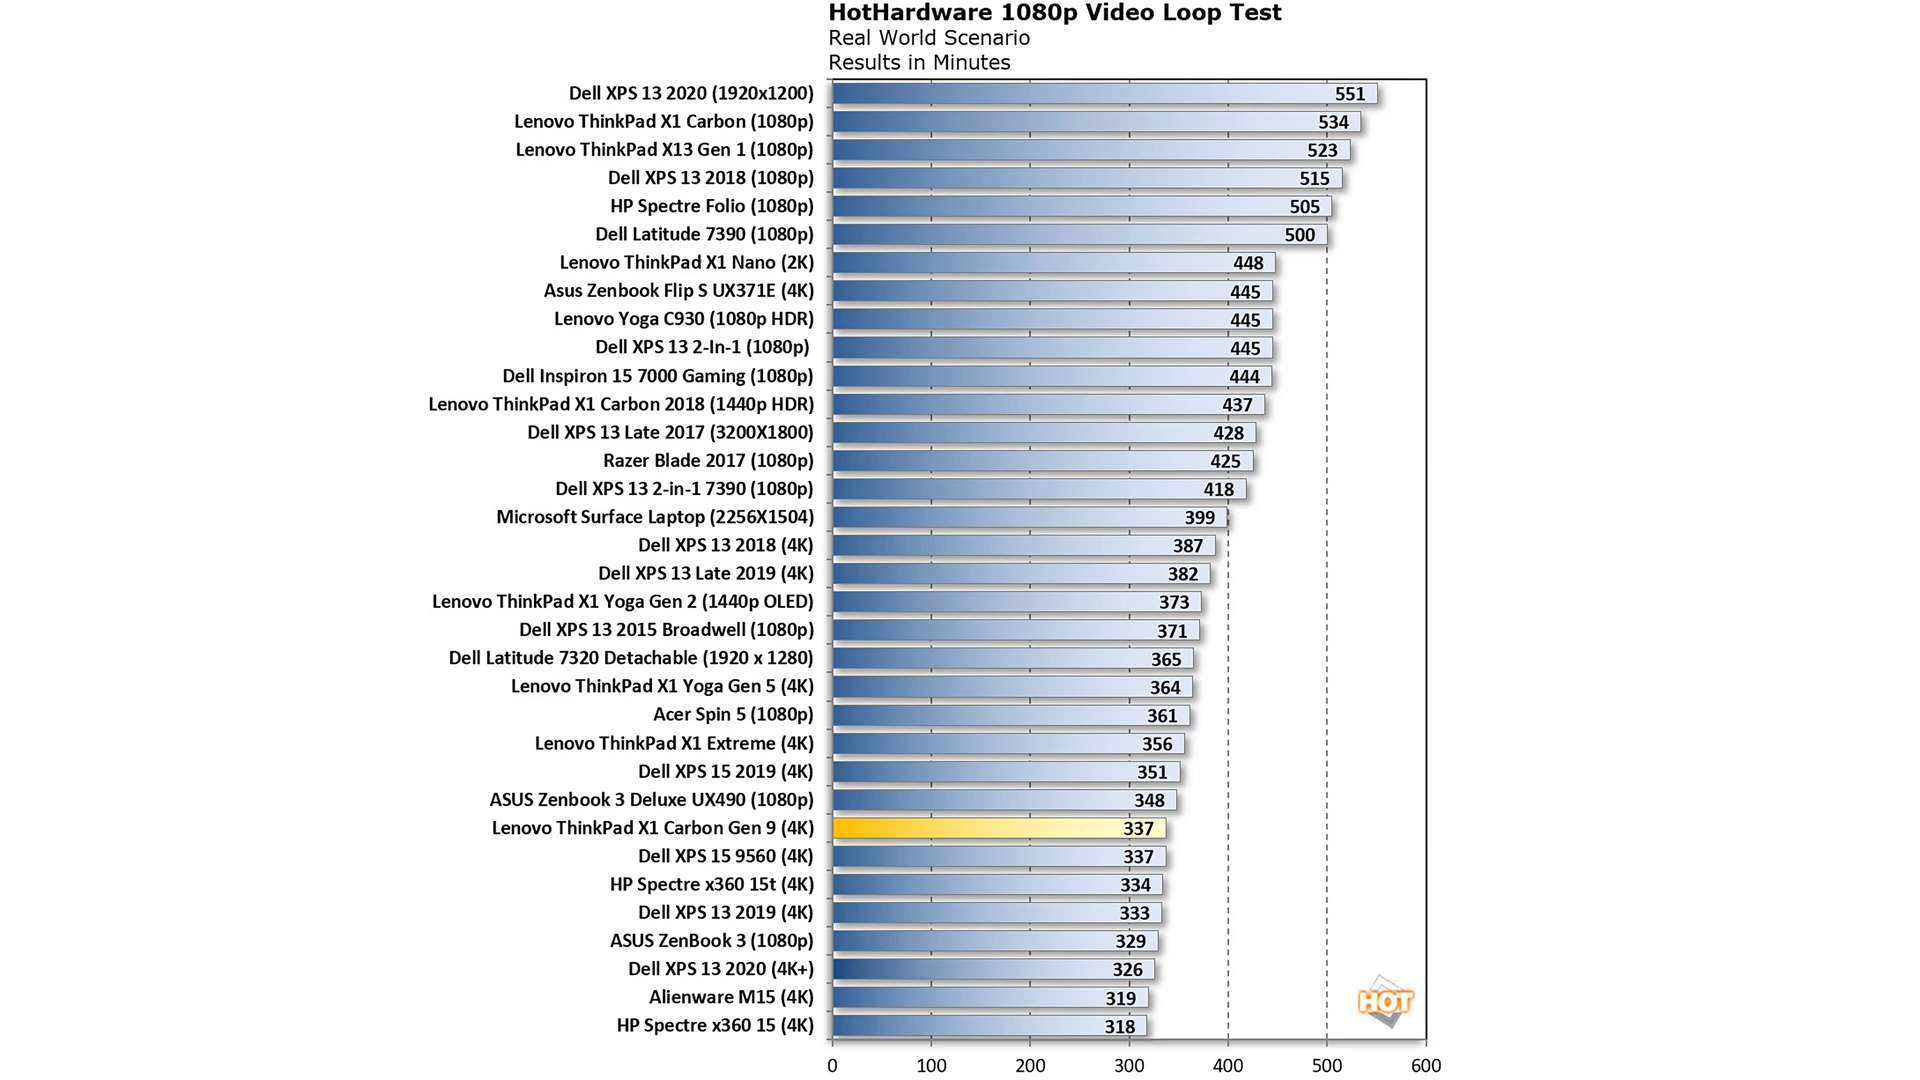 HotHardware 1080p Video Loop Test
Real World Scenario
Results in Minutes
Dell XPS 13 2020 (1920x1200) 551
Lenovo ThinkPad X1 Carbon (1080p) 534
Lenovo ThinkPad X13 Gen 1 (1080p) 523
Dell XPS 13 2018 (1080p) 515
HP Spectre Folio (1080p) 505
Dell Latitude 7390 (1080p) 500
Lenovo ThinkPad X1 Nano (2K) 448
Asus Zenbook Flip S UX371E (4K) 445
Lenovo Yoga C930 (1080p HDR) 445
Dell XPS 13 2-In-1 (1080p) 445
Dell Inspiron 15 7000 Gaming (1080p) 444
Lenovo ThinkPad X1 Carbon 2018 (1440p HDR) 437
Dell XPS 13 Late 2017 (3200X1800) 428
Razer Blade 2017 (1080p) 425
Dell XPS 13 2-in-1 7390 (1080p) 418
Microsoft Surface Laptop (2256X1504) 399
Dell XPS 13 2018 (4K) 387
Dell XPS 13 Late 2019 (4K) 382
Lenovo ThinkPad X1 Yoga Gen 2 (1440p OLED) 373
Dell XPS 13 2015 Broadwell (1080p) 371
Dell Latitude 7320 Detachable (1920 x 1280) 365
Lenovo ThinkPad X1 Yoga Gen 5 (4K) 364
Acer Spin 5 (1080p) 361
Lenovo ThinkPad X1 Extreme (4K) 356
Dell XPS 15 2019 (4K) 351
ASUS Zenbook 3 Deluxe UX490 (1080p) 348
Lenovo ThinkPad X1 Carbon Gen 9 (4K) 337
Dell XPS 15 9560 (4K) 337
HP Spectre x360 15t (4K) 334
Dell XPS 13 2019 (4K) 333
ASUS ZenBook 3 (1080p) 329
Dell XPS 13 2020 (4K+) 326
Alienware M15 (4K) 319
HOT
HP Spectre x360 15 (4K) 318
0 100 200 300 400 500 600